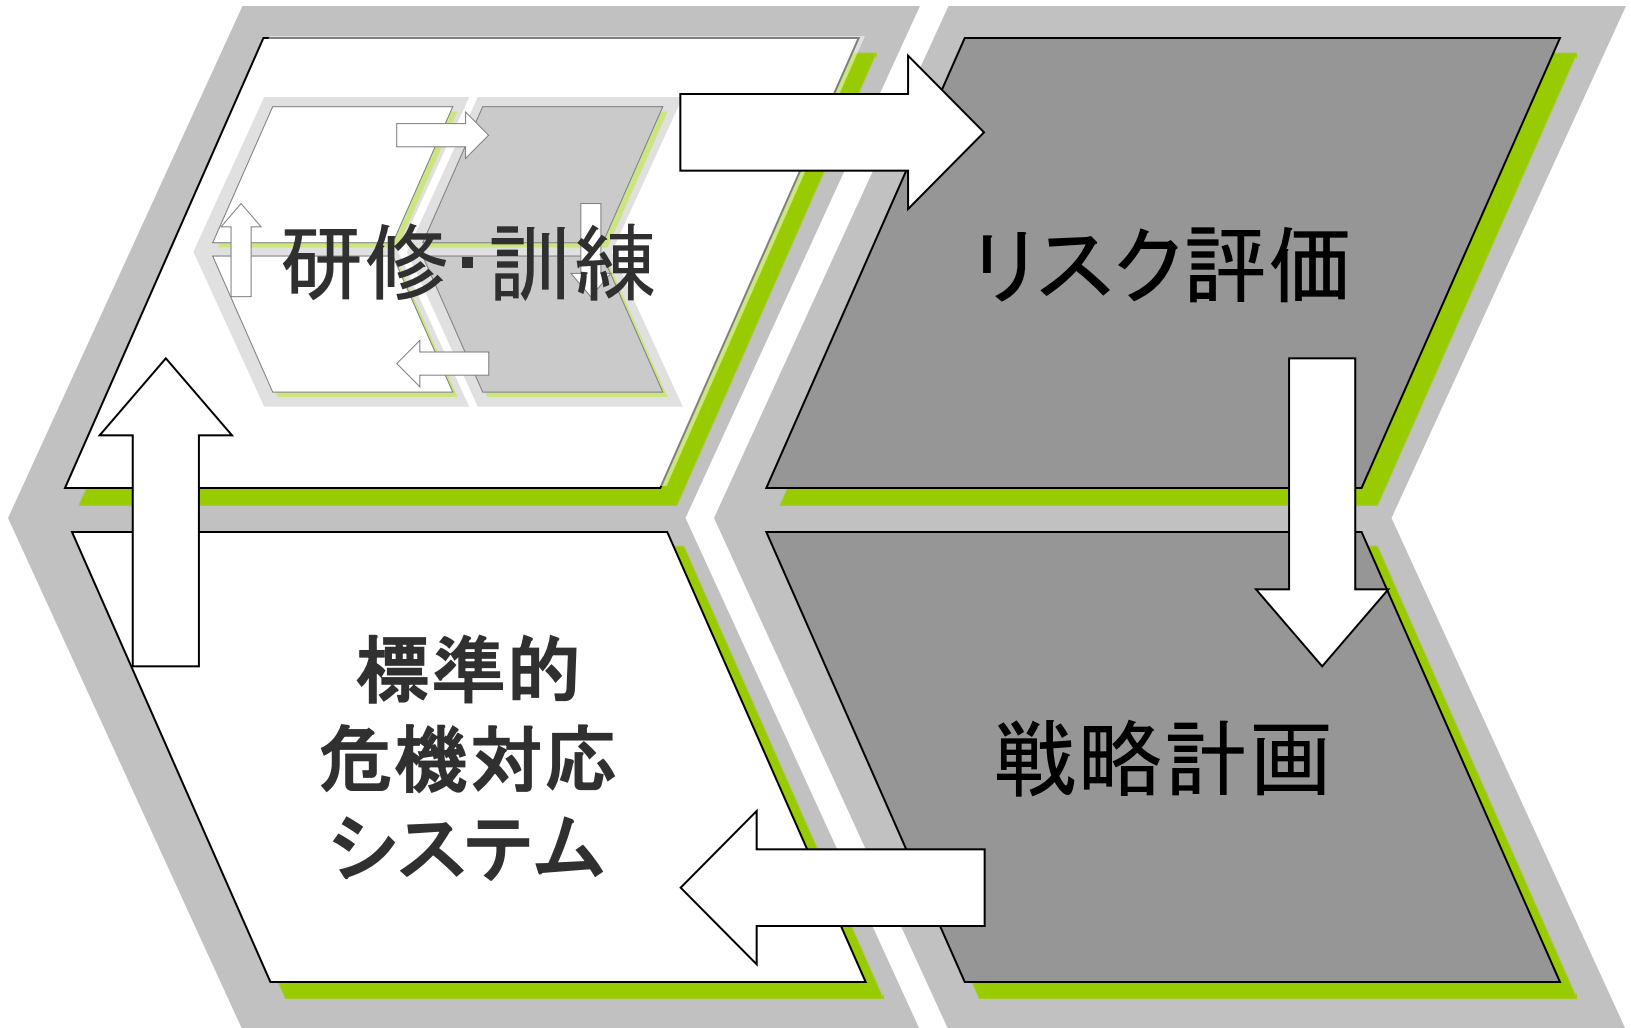 研修・訓練
リスク評価
標準的
危機対応
システム
戦略計画